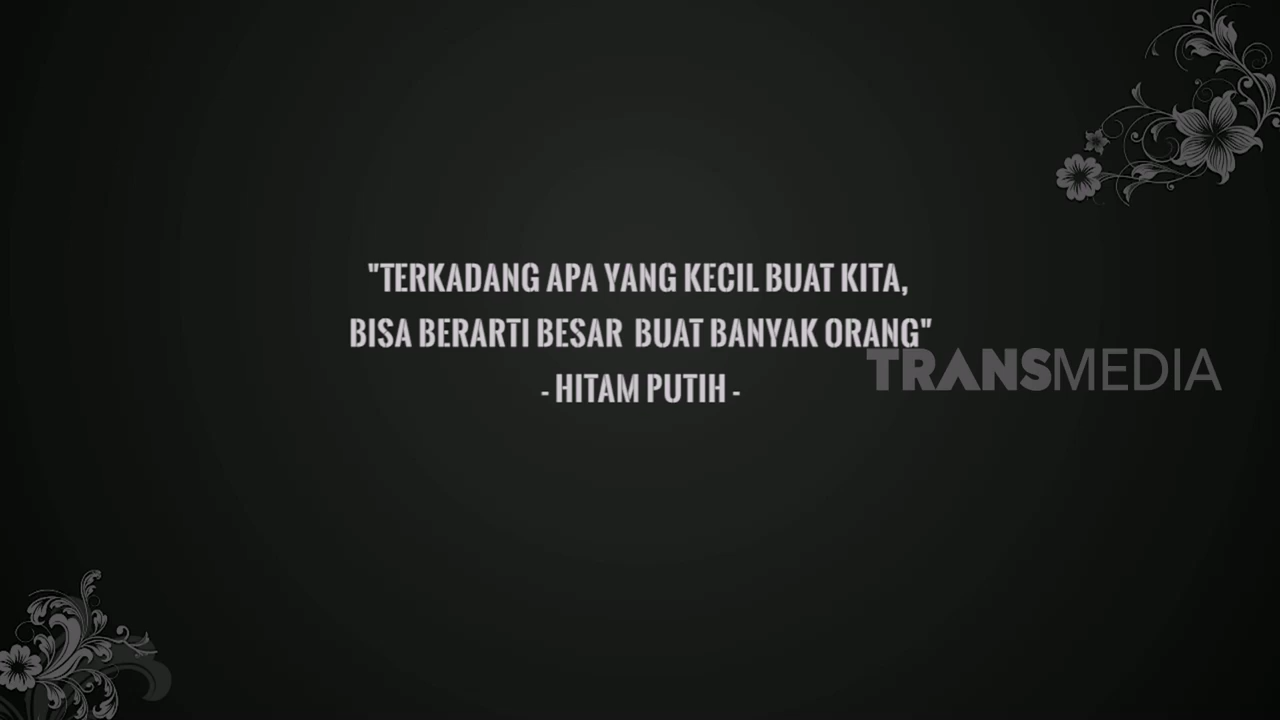 "TERKADANG APA YANG KECIL BUAT KITA,
BISA BERARTI BESAR BUAT BANYAK ORANG"
TRANSMEDIA
- HITAM PUTIH -